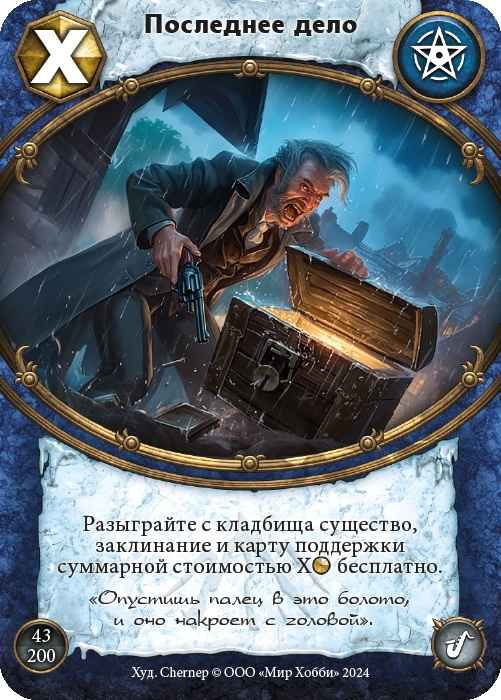 Последнее дело
X
Разыграйте с кладбища существо,
заклинание и карту поддержки
суммарной стоимостью X бесплатно.
«Опустишь палец в это болото,
и оно накроет с головой».
43
200
Худ. Chernep © ООО «Мир Хобби» 2024